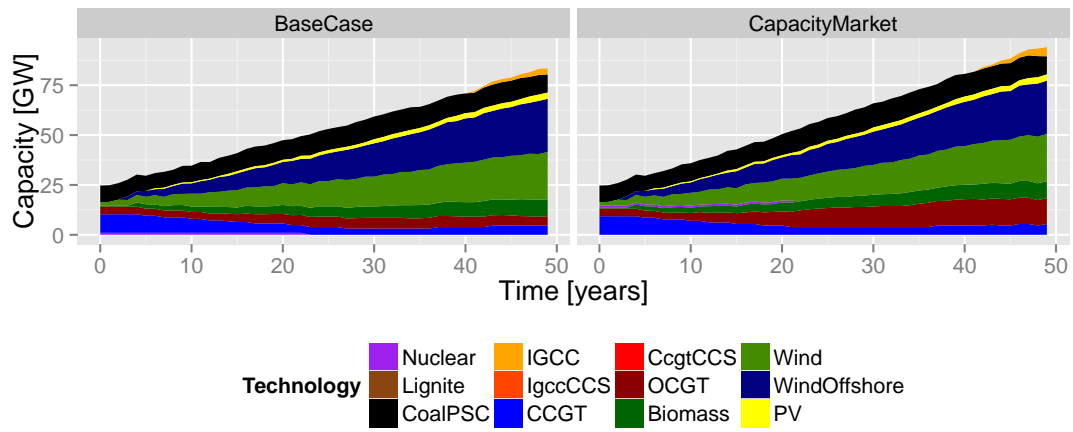 BaseCase CapacityMarket
Capacity [GW]
75
50
25
0
0 10 20 30 40 50 0 10 20 30 40 50
Time [years]
Technology
Nuclear IGCC CcgtCCS Wind
Lignite IgccCCS OCGT WindOffshore
CoalPSC CCGT Biomass PV